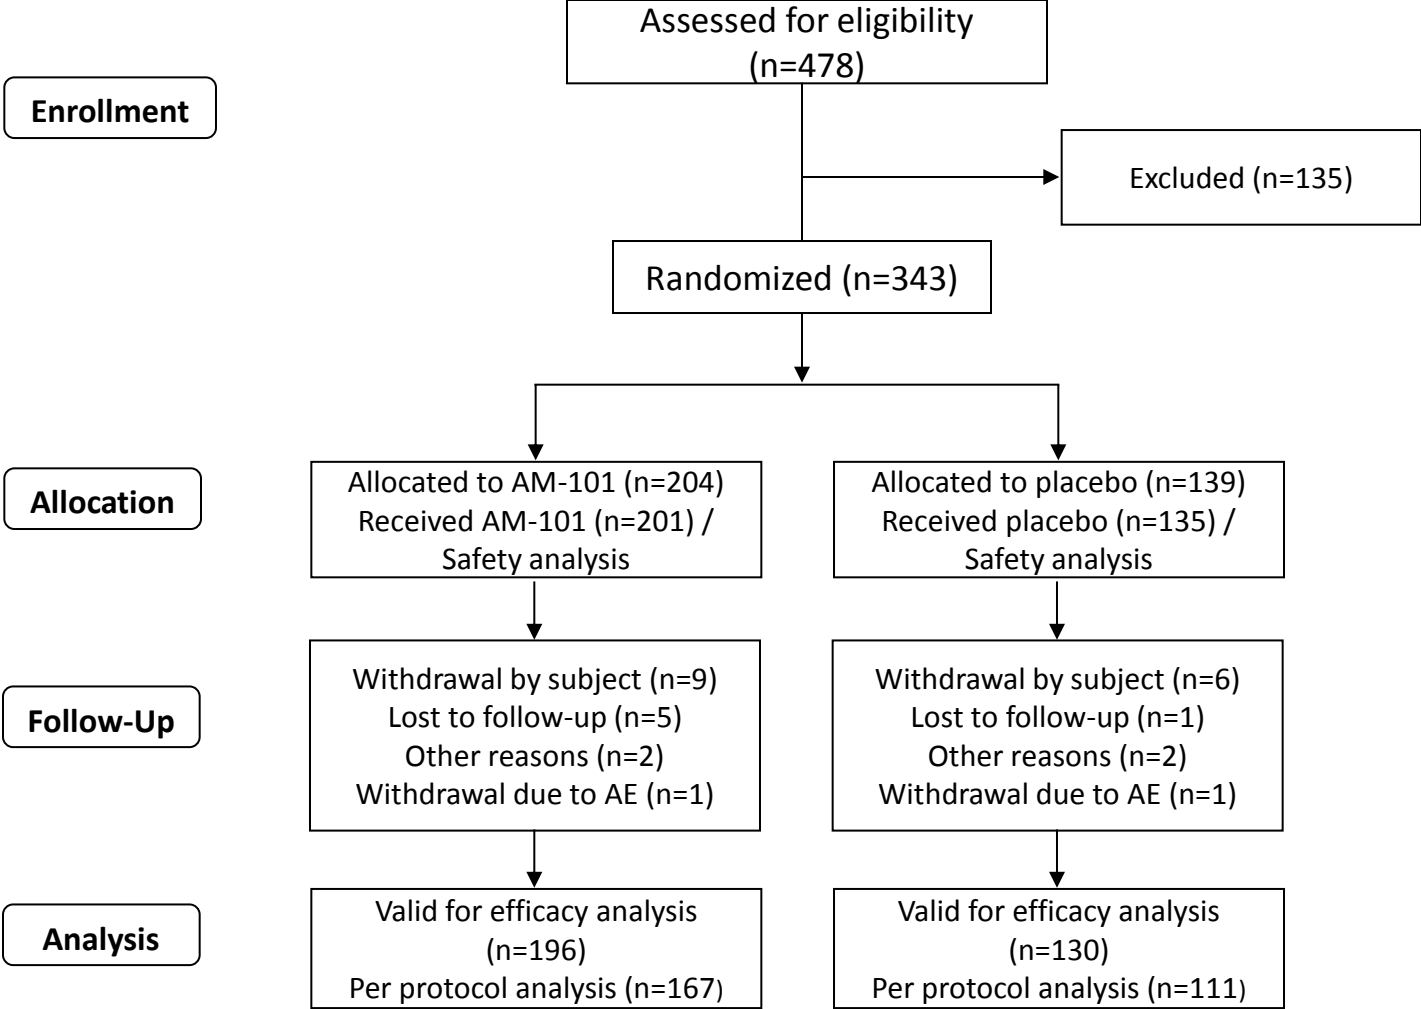 Assessed for eligibility
(n=478)
Enrollment
Excluded (n=135)
Randomized (n=343)
Allocation
Allocated to AM-101 (n=204)
Received AM-101 (n=201) /
Safety analysis
Allocated to placebo (n=139)
Received placebo (n=135) /
Safety analysis
Follow-Up
Withdrawal by subject (n=9)
Lost to follow-up (n=5)
Other reasons (n=2)
Withdrawal due to AE (n=1)
Withdrawal by subject (n=6)
Lost to follow-up (n=1)
Other reasons (n=2)
Withdrawal due to AE (n=1)
Analysis
Valid for efficacy analysis
(n=196)
Per protocol analysis (n=167)
Valid for efficacy analysis
(n=130)
Per protocol analysis (n=111)